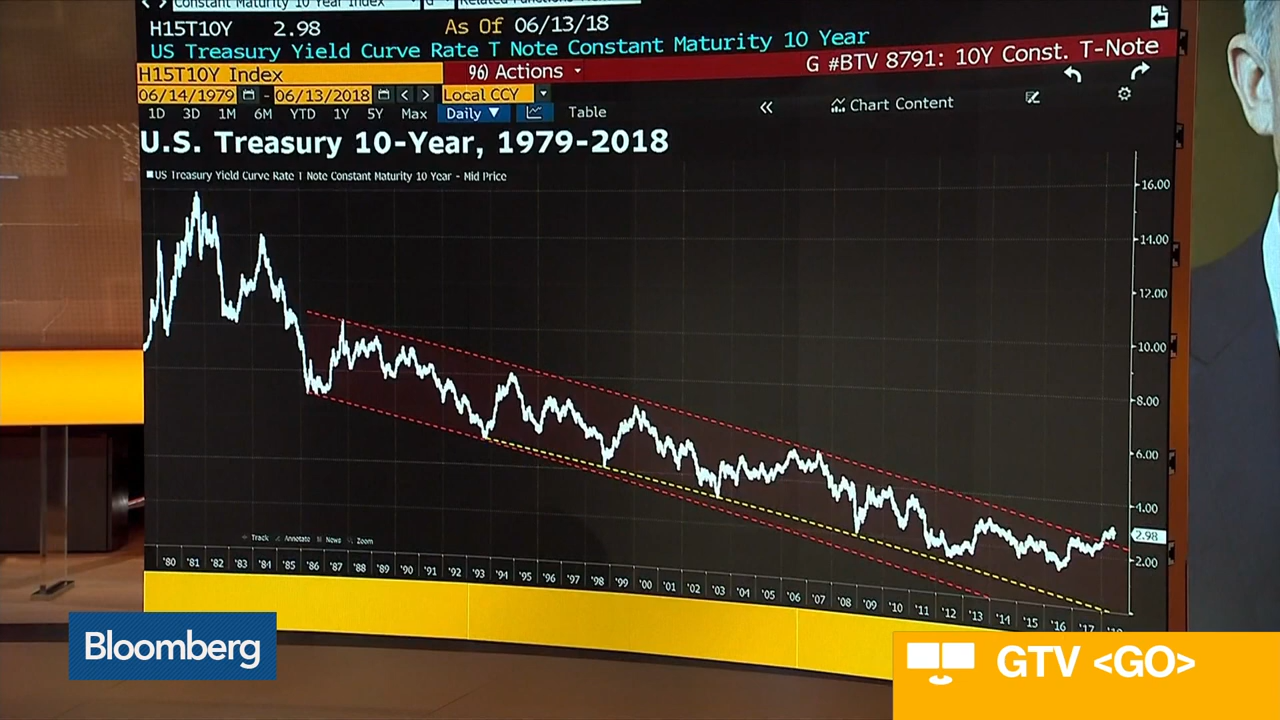 Constant Maturity 10 Year Index
G
Related Functions Menu
H15T10Y 2.98 As Of 06/13/18
US Treasury Yield Curve Rate T Note Constant Maturity 10 Year
H15T10Y Index 96) Actions G #BTV 8791: 10Y Const. T-Note
06/14/1979 - 06/13/2018 Local CCY
1D 3D 1M 6M YTD 1Y 5Y Max Daily ▼ Table « Chart Content
U.S. Treasury 10-Year, 1979-2018
US Treasury Yield Curve Rate T Note Constant Maturity 10 Year - Mid Price
16.00
14.00
12.00
10.00
8.00
6.00
4.00
2.98
2.00
Track Annotate News Zoom
'80 '81 '82 '83 '84 '85 '86 '87 '88 '89 '90 '91 '92 '93 '94 '95 '96 '97 '98 '99 '00 '01 '02 '03 '04 '05 '06 '07 '08 '09 '10 '11 '12 '13 '14 '15 '16 '17
Bloomberg
GTV <GO>